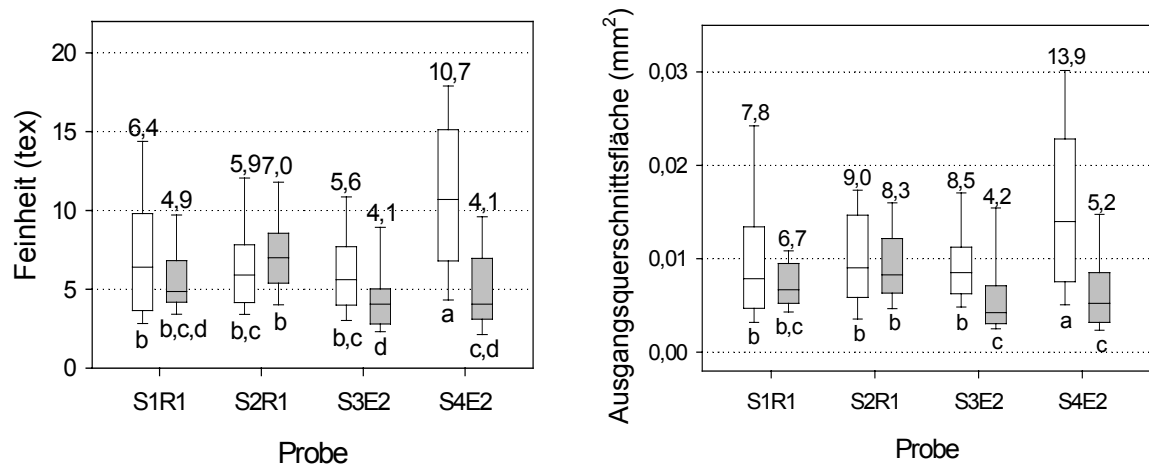 Feinheit (tex)
20
15
10
5
0
6,4
4,9
5,9
7,0
5,6
4,1
10,7
4,1
b
b,c,d
b,c
b
b,c
d
a
c,d
S1R1
S2R1
S3E2
S4E2
Probe
Ausgangsquerschnittsfläche (mm²)
0,03
0,02
0,01
0,00
7,8
6,7
9,0
8,3
8,5
4,2
13,9
5,2
b
b,c
b
b
b
c
a
c
S1R1
S2R1
S3E2
S4E2
Probe